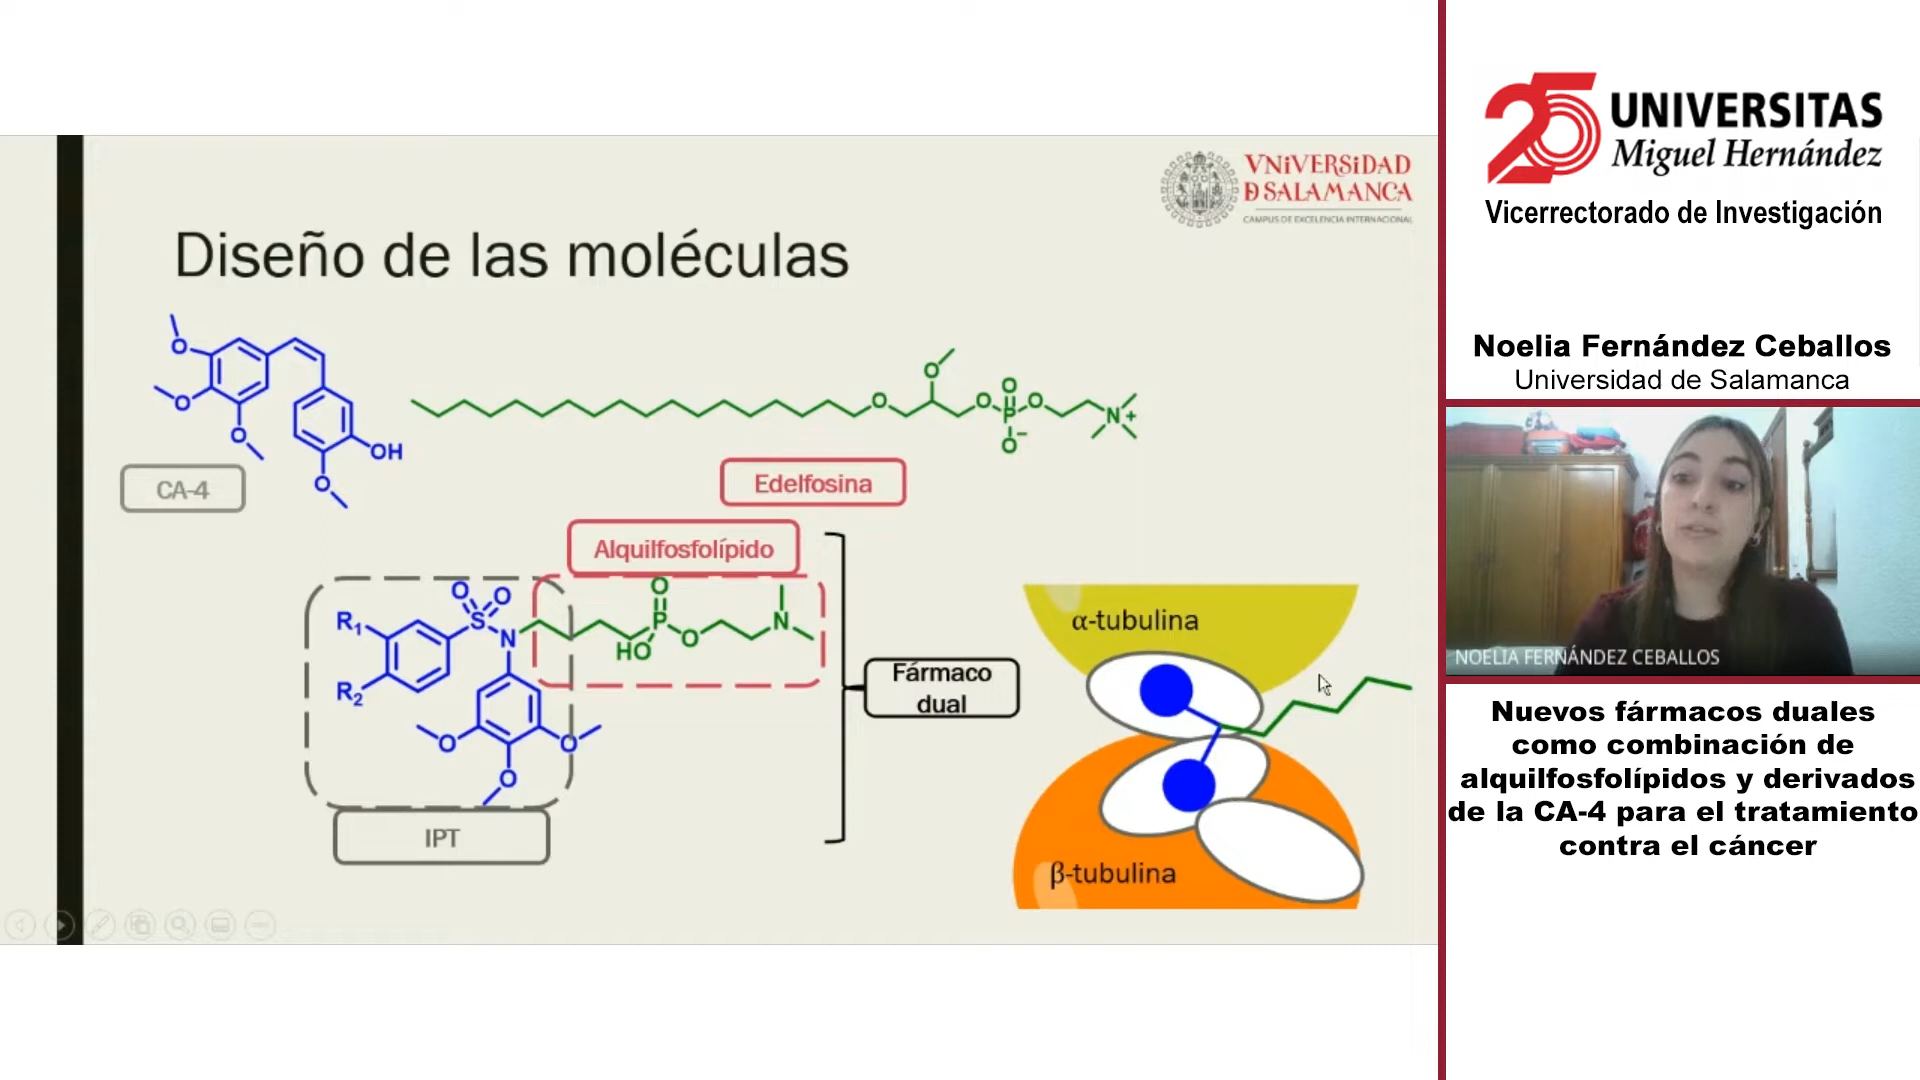 VNiVERSiDAD
D SALAMANCA
CAMPUS DE EXCELENCIA INTERNACIONAL
Diseño de las moléculas
O
O
O
OH
O
CA-4
O
O
O
O
P
O
O−
N+
Edelfosina
Alquilfosfolípido
R1
R2
O
O
S
N
O
P
HO
O
N
O
O
O
IPT
Fármaco
dual
α-tubulina
β-tubulina
25 UNIVERSITAS
Miguel Hernández
Vicerrectorado de Investigación
Noelia Fernández Ceballos
Universidad de Salamanca
NOELIA FERNÁNDEZ CEBALLOS
Nuevos fármacos duales
como combinación de
alquilfosfolípidos y derivados
de la CA-4 para el tratamiento
contra el cáncer